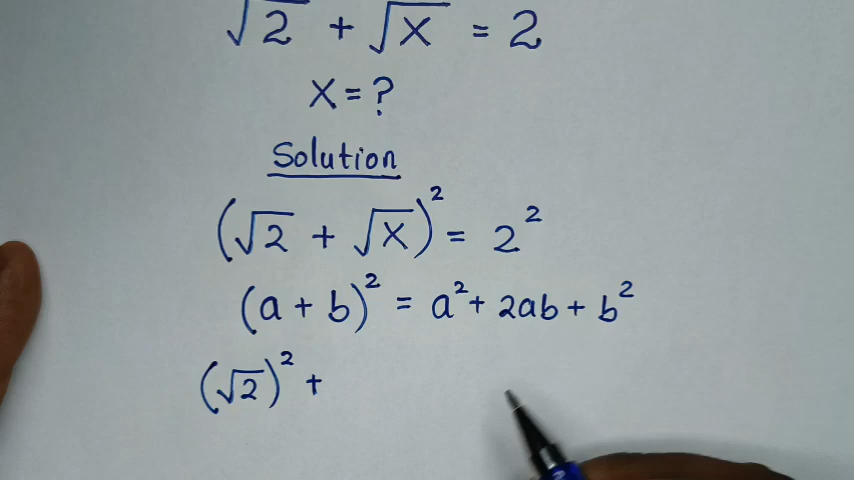 √2 + √x = 2
x = ?
Solution
(√2 + √x)² = 2²
(a + b)² = a² + 2ab + b²
(√2)² +